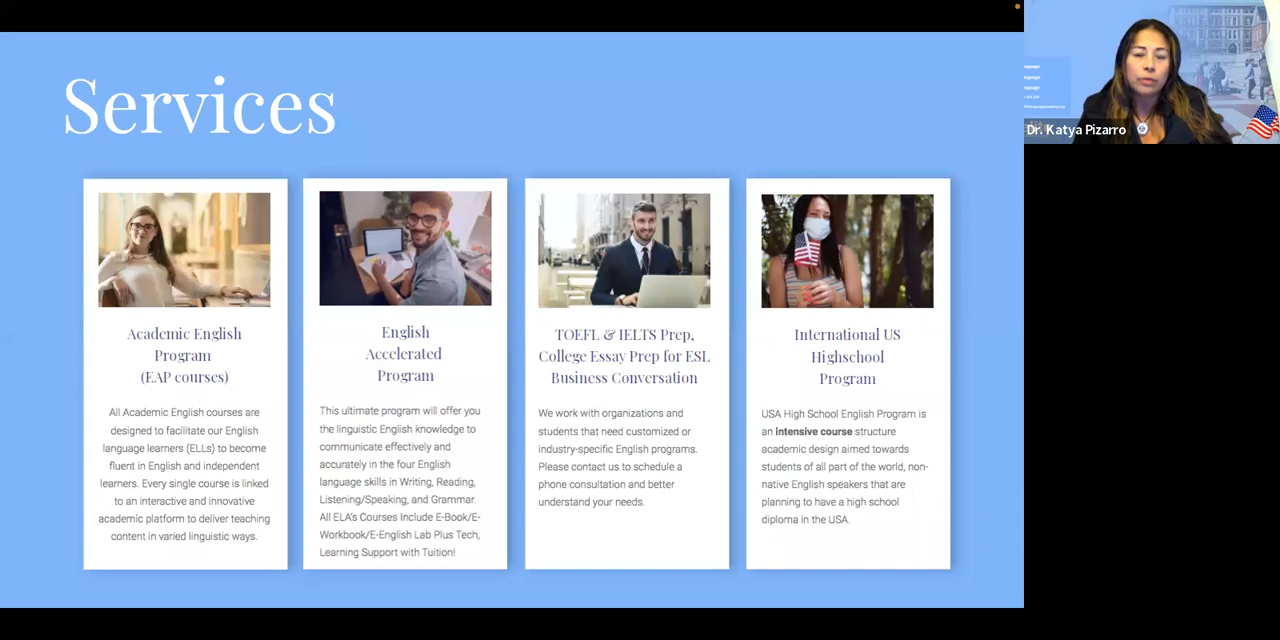 Services
Academic English
Program
(EAP courses)
All Academic English courses are
designed to facilitate our English
language learners (ELLs) to become
fluent in English and independent
learners. Every single course is linked
to an interactive and innovative
academic platform to deliver teaching
content in varied linguistic ways.
English
Accelerated
Program
This ultimate program will offer you
the linguistic English knowledge to
communicate effectively and
accurately in the four English
language skills in Writing, Reading,
Listening/Speaking, and Grammar.
All ELA's Courses Include E-Book/E-
Workbook/E-English Lab Plus Tech,
Learning Support with Tuition!
TOEFL & IELTS Prep,
College Essay Prep for ESL
Business Conversation
We work with organizations and
students that need customized or
industry-specific English programs.
Please contact us to schedule a
phone consultation and better
understand your needs.
International US
Highschool
Program
USA High School English Program is
an intensive course structure
academic design aimed towards
students of all part of the world, non-
native English speakers that are
planning to have a high school
diploma in the USA.
Dr. Katya Pizarro